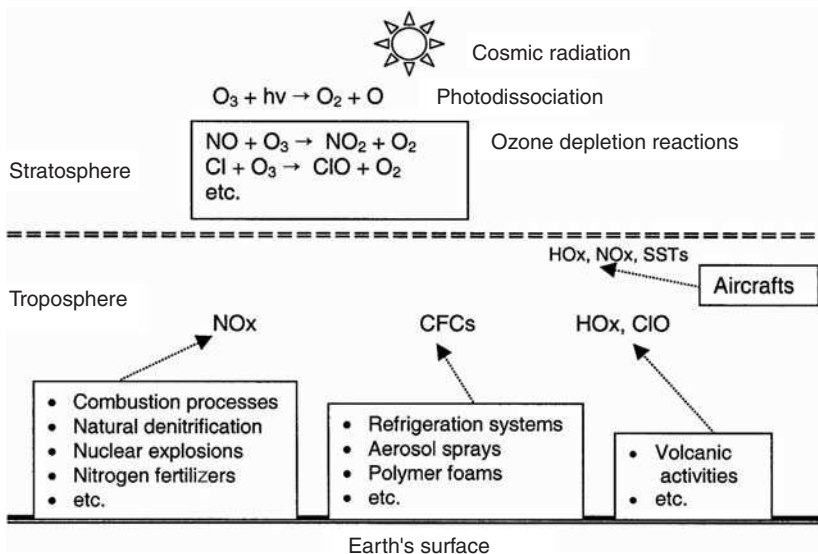 Cosmic radiation
O₃ + hv → O₂ + O
Photodissociation
NO + O₃ → NO₂ + O₂
Cl + O₃ → ClO + O₂
etc.
Ozone depletion reactions
Stratosphere
HOx, NOx, SSTs
Aircrafts
Troposphere
NOx
CFCs
HOx, ClO
• Combustion processes
• Natural denitrification
• Nuclear explosions
• Nitrogen fertilizers
• etc.
• Refrigeration systems
• Aerosol sprays
• Polymer foams
• etc.
• Volcanic
activities
• etc.
Earth's surface